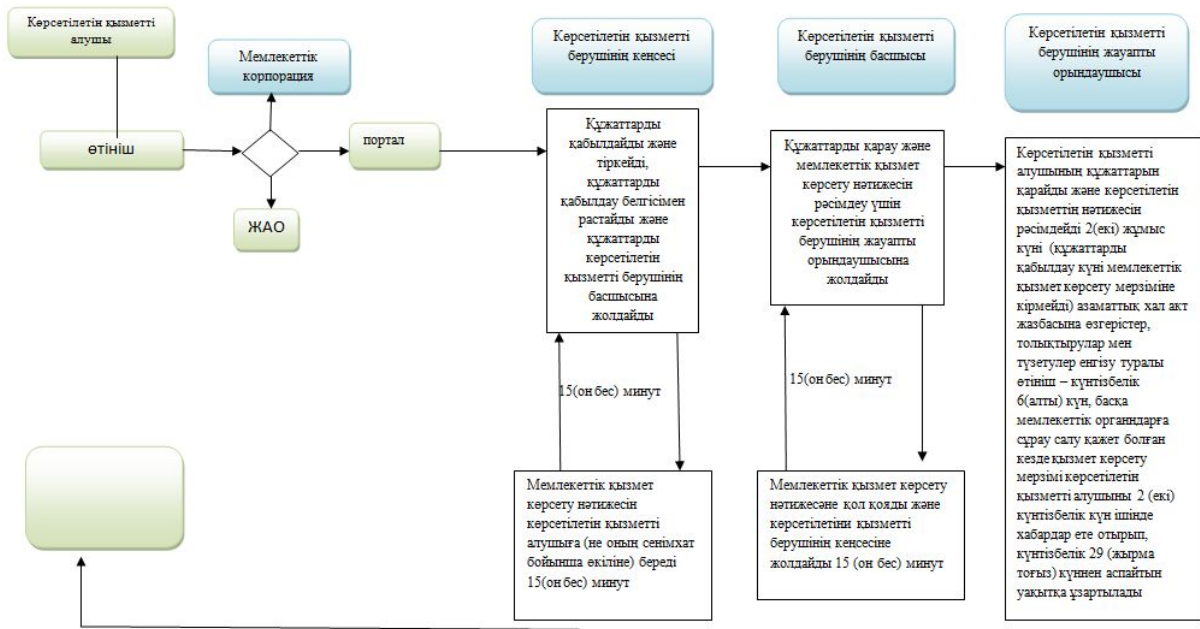 Көрсетілетін қызметті
алушы
Мемлекеттік
корпорация
өтініш
портал
ЖАО
Көрсетілетін қызметті
берушінің кеңсесі
Құжаттарды
қабылдайды және
тіркейді,
құжаттарды
қабылдау белгісімен
растайды және
құжаттарды
көрсетілетін
қызметті берушінің
басшысына
жолдайды
15(он бес) минут
Мемлекеттік қызмет
көрсету нәтижесін
көрсетілетін қызметті
алушыға (не оның сенімхат
бойынша өкіліне) береді
15(он бес) минут
Көрсетілетін қызметті
берушінің басшысы
Құжаттарды қарау және
мемлекеттік қызмет
көрсету нәтижесін
рәсімдеу үшін
көрсетілетін қызметті
берушінің жауапты
орындаушысына
жолдайды
15(он бес) минут
Мемлекеттік қызмет көрсету
нәтижесәне қол қояды және
көрсетілетіни қызметті
берушінің кеңсесіне
жолдайды 15 (он бес) минут
Көрсетілетін қызметті
берушінің жауапты
орындаушысы
Көрсетілетін қызметті
алушының құжаттарын
қарайды және көрсетілетін
қызметтің нәтижесін
рәсімдейді 2(екі) жұмыс
күні (құжаттарды
қабылдау күні мемлекеттік
қызмет көрсету мерзіміне
кірмейді) азаматтық хал акт
жазбасына өзгерістер,
толықтырулар мен
түзетулер енгізу туралы
өтініш – күнтізбелік
6(алты) күн, басқа
мемлекеттік органндарға
сұрау салу қажет болған
кезде қызмет көрсету
мерзімі көрсетілетін
қызметті алушыны 2 (екі)
күнтізбелік күн ішінде
хабардар ете отырып,
күнтізбелік 29 (жырма
тоғыз) күннен аспайтын
уақытқа ұзартылады